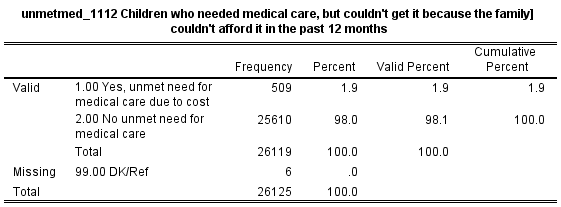 unmetmed_1112 Children who needed medical care, but couldn't get it because the family]
couldn't afford it in the past 12 months
Frequency Percent Valid Percent Cumulative Percent
Valid 1.00 Yes, unmet need for medical care due to cost 509 1.9 1.9 1.9
2.00 No unmet need for medical care 25610 98.0 98.1 100.0
Total 26119 100.0 100.0
Missing 99.00 DK/Ref 6 .0
Total 26125 100.0